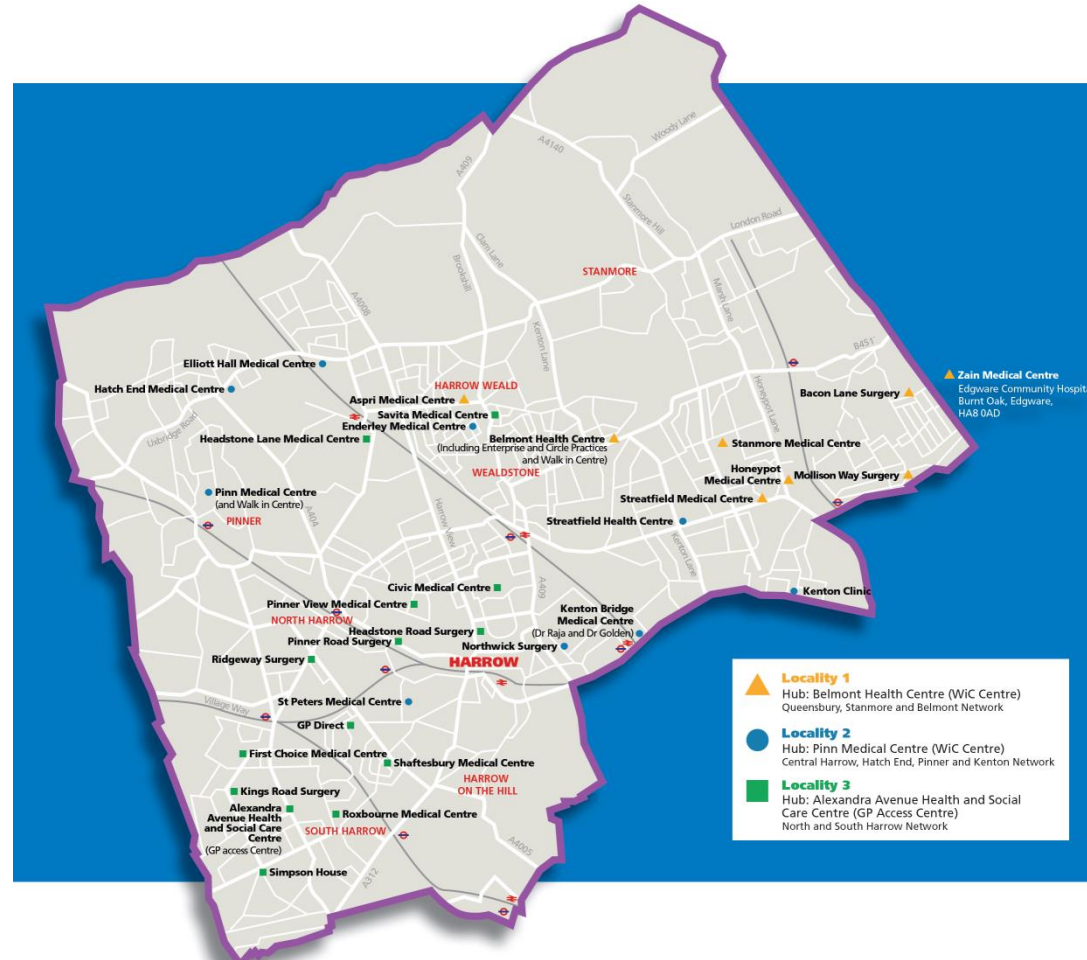 Woody Lane
A4140
A409
Stanmore Hill
London Road
Clam Lane
Brookshill
STANMORE
Marsh Lane
A4008
Kenton Lane
B451
Elliott Hall Medical Centre
Zain Medical Centre
Edgware Community Hospita
Burnt Oak, Edgware,
HA8 0AD
Hatch End Medical Centre
HARROW WEALD
Honeypot Lane
Bacon Lane Surgery
Aspri Medical Centre
Uxbridge Road
Savita Medical Centre
Enderley Medical Centre
Headstone Lane Medical Centre
Belmont Health Centre
(Including Enterprise and Circle Practices
and Walk in Centre)
Stanmore Medical Centre
WEALDSTONE
Honeypot
Medical Centre
Mollison Way Surgery
Pinn Medical Centre
(and Walk in Centre)
Streatfield Medical Centre
A404
PINNER
Harrow View
Streatfield Health Centre
Kenton Lane
Civic Medical Centre
A409
Kenton Clinic
Pinner View Medical Centre
NORTH HARROW
Kenton Bridge
Medical Centre
(Dr Raja and Dr Golden)
Headstone Road Surgery
Pinner Road Surgery
Northwick Surgery
Ridgeway Surgery
HARROW
Village Way
St Peters Medical Centre
GP Direct
First Choice Medical Centre
Shaftesbury Medical Centre
HARROW
ON THE HILL
Kings Road Surgery
Alexandra
Avenue Health
and Social Care
Centre
(GP access Centre)
Roxbourne Medical Centre
SOUTH HARROW
A4005
Simpson House
A312
Locality 1
Hub: Belmont Health Centre (WiC Centre)
Queensbury, Stanmore and Belmont Network
Locality 2
Hub: Pinn Medical Centre (WiC Centre)
Central Harrow, Hatch End, Pinner and Kenton Network
Locality 3
Hub: Alexandra Avenue Health and Social
Care Centre (GP Access Centre)
North and South Harrow Network